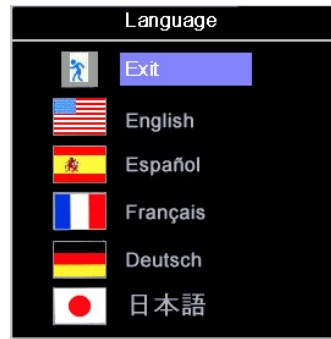 Language
Exit
English
Español
Français
Deutsch
日本語